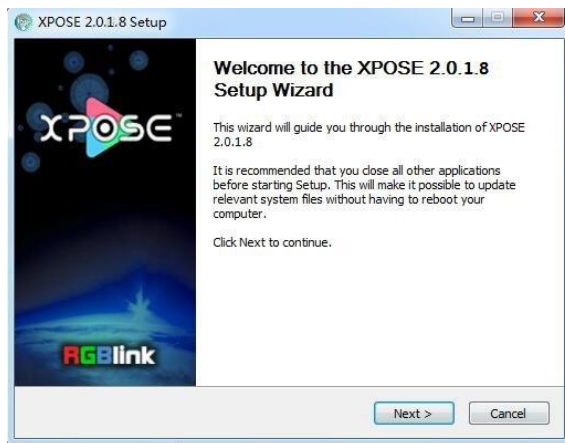 XPOSE 2.0.1.8 Setup
XPOSE
RGBlink
Welcome to the XPOSE 2.0.1.8
Setup Wizard
This wizard will guide you through the installation of XPOSE
2.0.1.8
It is recommended that you close all other applications
before starting Setup. This will make it possible to update
relevant system files without having to reboot your
computer.
Click Next to continue.
Next >
Cancel